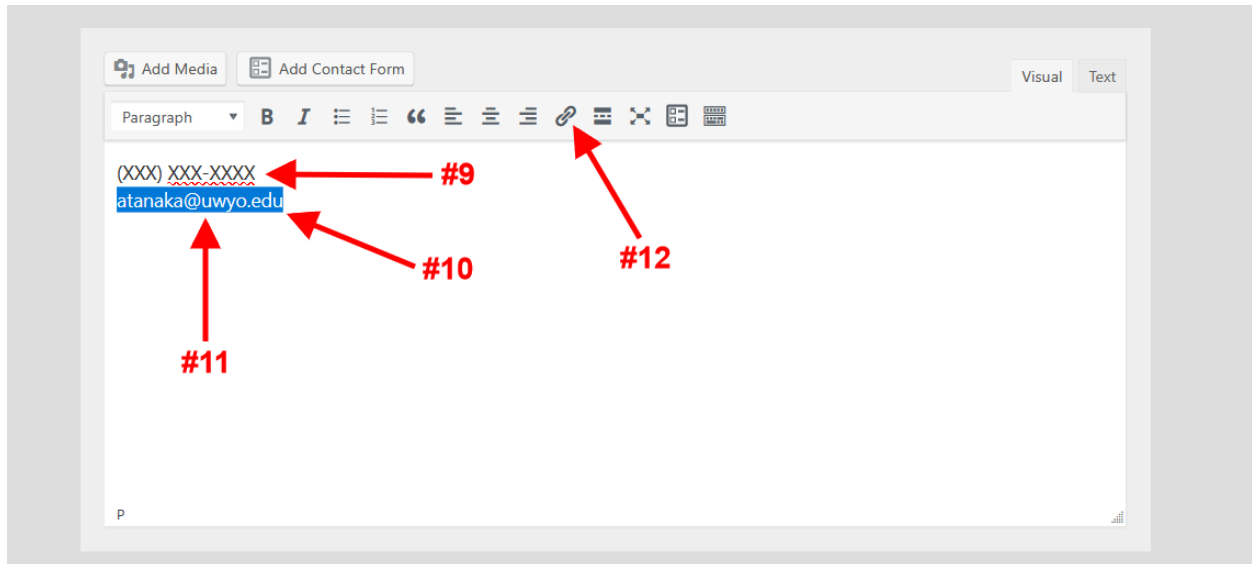 Add Media Add Contact Form
Visual Text
Paragraph B I
(XXX) XXX-XXXX #9
atanaka@uwyo.edu
#10
#12
#11
P